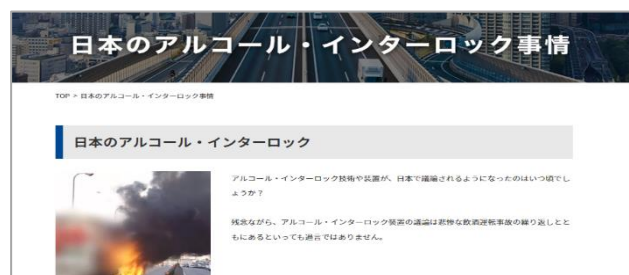 日本のアルコール・インターロック事情
TOP > 日本のアルコール・インターロック事情
日本のアルコール・インターロック
アルコール・インターロック技術や装置が、日本で議論されるようになったのはいつ頃でし
ょうか？
残念ながら、アルコール・インターロック装置の議論は悲惨な飲酒運転事故の繰り返しとと
もにあるといっても過言ではありません。